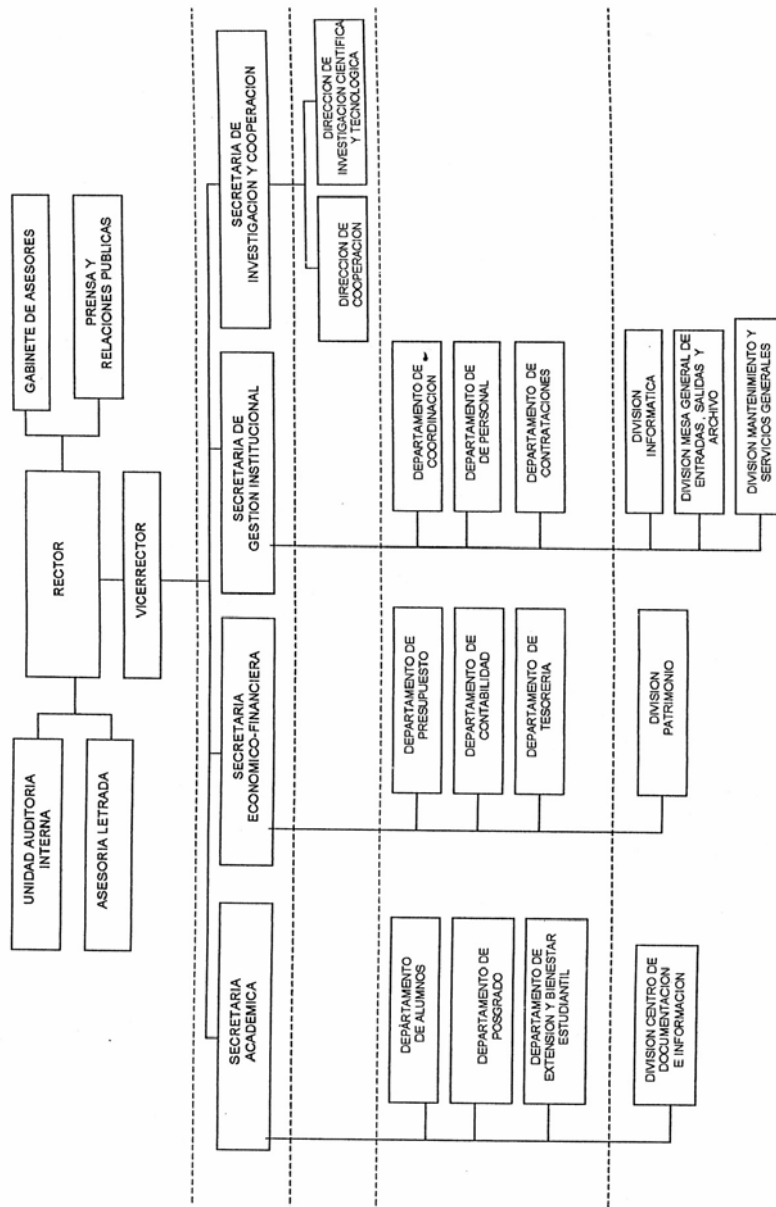 UNIDAD AUDITORIA
INTERNA
ASESORIA LETRADA
RECTOR
VICERRECTOR
GABINETE DE ASESORES
PRENSA Y
RELACIONES PUBLICAS
SECRETARIA
ACADEMICA
SECRETARIA
ECONOMICO-FINANCIERA
SECRETARIA DE
GESTION INSTITUCIONAL
SECRETARIA DE
INVESTIGACION Y COOPERACION
DIRECCION DE
COOPERACION
DIRECCION DE
INVESTIGACION CIENTIFICA
Y TECNOLOGICA
DEPARTAMENTO
DE ALUMNOS
DEPARTAMENTO DE
POSGRADO
DEPARTAMENTO DE
EXTENSION Y BIENESTAR
ESTUDIANTIL
DEPARTAMENTO DE
PRESUPUESTO
DEPARTAMENTO DE
CONTABILIDAD
DEPARTAMENTO DE
TESORERIA
DEPARTAMENTO DE
COORDINACION
DEPARTAMENTO DE
DE PERSONAL
DEPARTAMENTO DE
CONTRATACIONES
DIVISION CENTRO DE
DOCUMENTACION
E INFORMACION
DIVISION
PATRIMONIO
DIVISION
INFORMATICA
DIVISION MESA GENERAL DE
ENTRADAS, SALIDAS Y
ARCHIVO
DIVISION MANTENIMIENTO Y
SERVICIOS GENERALES